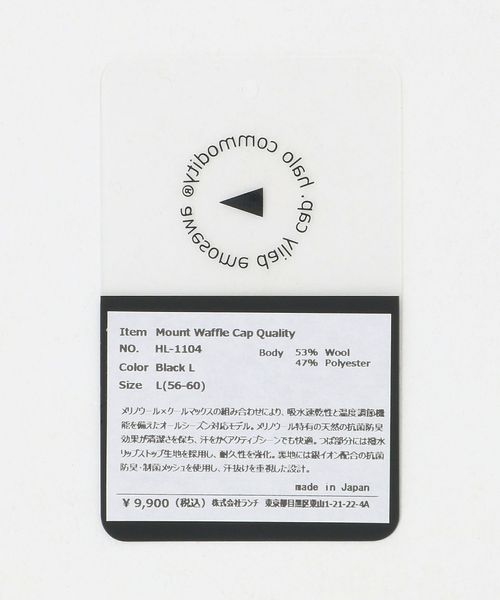 halo commodity® awesome daily cap.
Item Mount Waffle Cap Quality
NO. HL-1104 Body 53% Wool
47% Polyester
Color Black L
Size L(56-60)
メリノウール×クールマックスの組み合わせにより、吸水速乾性と温度調節機
能を備えたオールシーズン対応モデル。メリノウール特有の天然の抗菌防臭
効果が清潔さを保ち、汗をかくアクティブシーンでも快適。つば部分には撥水
リップストップ生地を採用し、耐久性を強化。裏地には銀イオン配合の抗菌
防臭・制菌メッシュを使用し、汗抜けを重視した設計。
made in Japan
¥9,900（税込） 株式会社ランチ 東京都目黒区東山1-21-22-4A